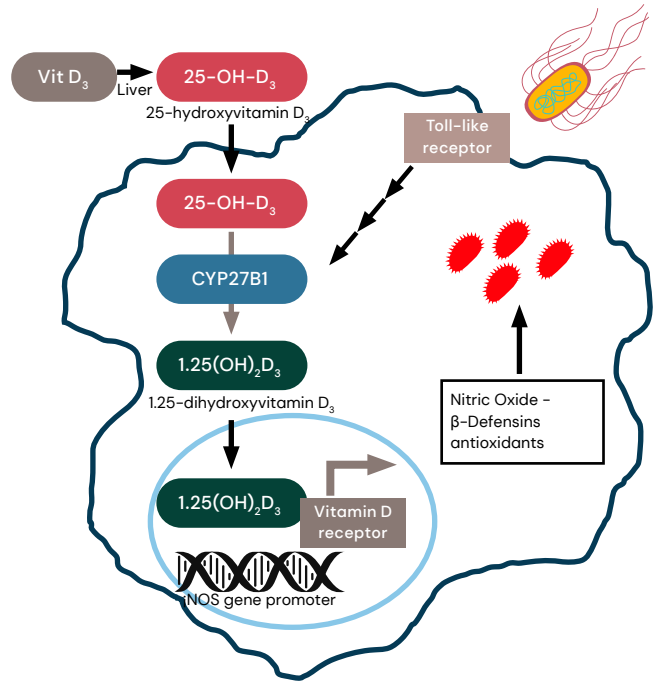 Vit D₃
Liver
25-OH-D₃
25-hydroxyvitamin D₃
Toll-like
receptor
25-OH-D₃
CYP27B1
1.25(OH)₂D₃
1.25-dihydroxyvitamin D₃
Nitric Oxide -
β-Defensins
antioxidants
1.25(OH)₂D₃
Vitamin D
receptor
iNOS gene promoter